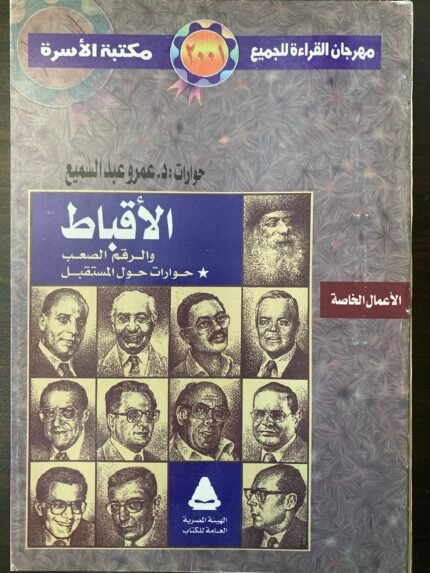 مهرجان القراءة للجميع
٢٠٠١
مكتبة الأسرة
حوارات : د. عمرو عبد السميع
الأقباط
والرقم الصعب
★ حوارات حول المستقبل
الأعمال الخاصة
الهيئة المصرية
العامة للكتاب